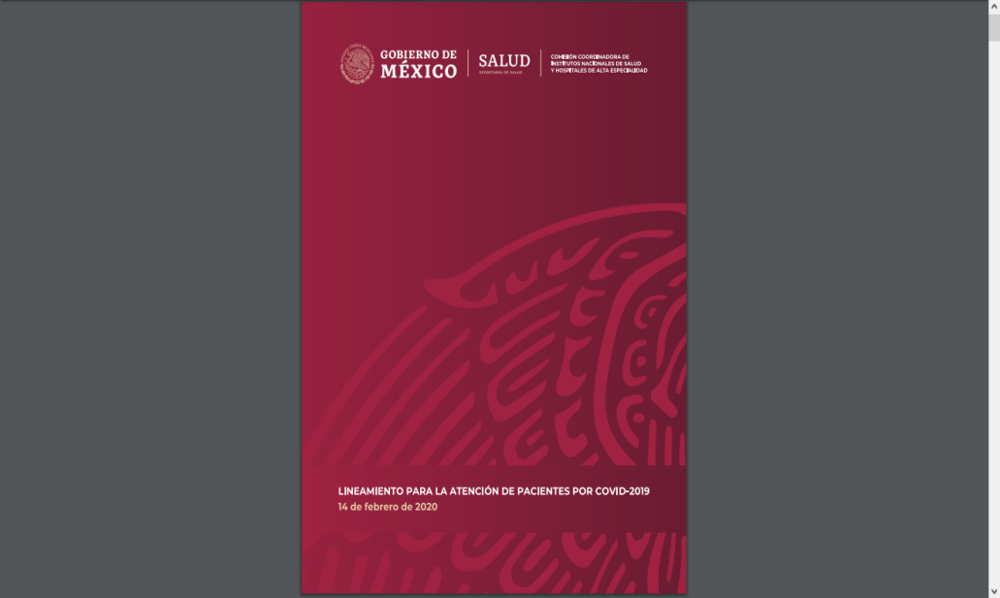 GOBIERNO DE
MÉXICO
SALUD
SECRETARÍA DE SALUD
COMISIÓN COORDINADORA DE
INSTITUTOS NACIONALES DE SALUD
Y HOSPITALES DE ALTA ESPECIALIDAD
LINEAMIENTO PARA LA ATENCIÓN DE PACIENTES POR COVID-2019
14 de febrero de 2020